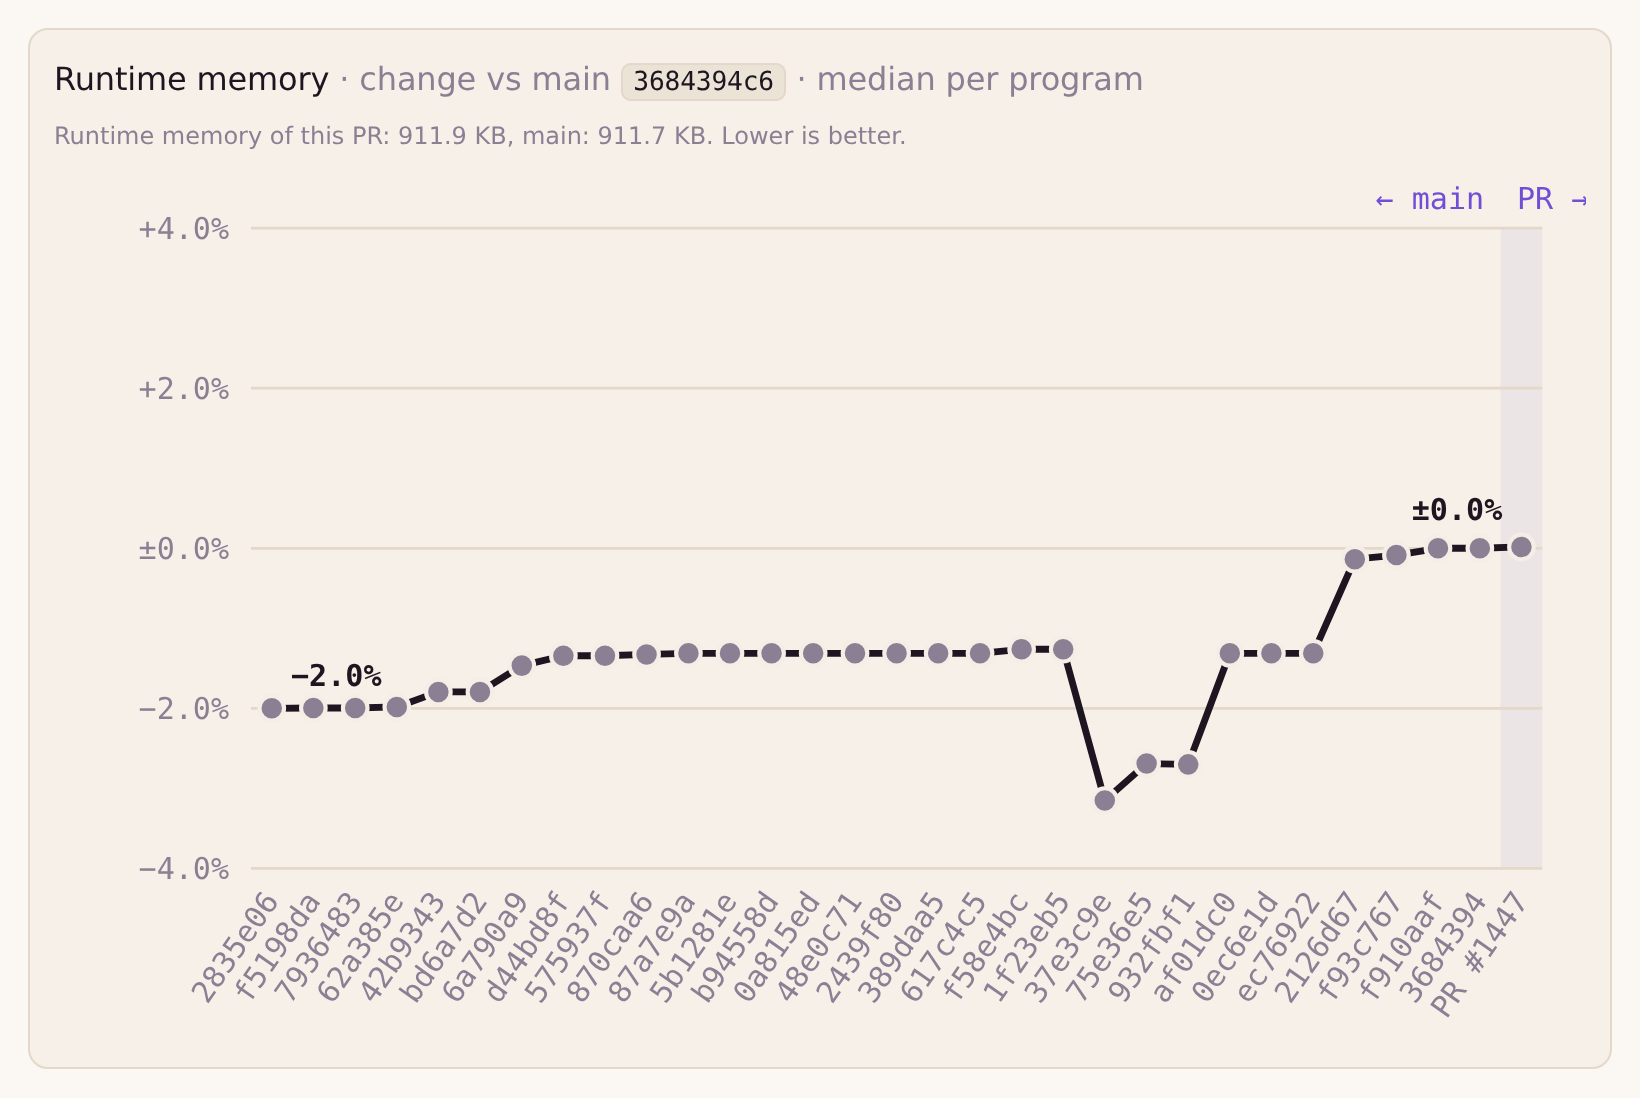 Runtime memory · change vs main 3684394c6 · median per program
Runtime memory of this PR: 911.9 KB, main: 911.7 KB. Lower is better.
← main PR →
+4.0%
+2.0%
±0.0%
±0.0%
−2.0%
−2.0%
−4.0%
2835e06
f5198da
7936483
62a385e
42b9343
bd6a7d2
6a790a9
d44bd8f
575937f
870caa6
87a7e9a
5b1281e
b94558d
0a815ed
48e0c71
2439f80
389daa5
617c4c5
f58e4bc
1f23eb5
37e3c9e
75e36e5
932fbf1
af01dc0
0ec6e1d
ec76922
2126d67
f93c767
f910aaf
3684394
PR #1447